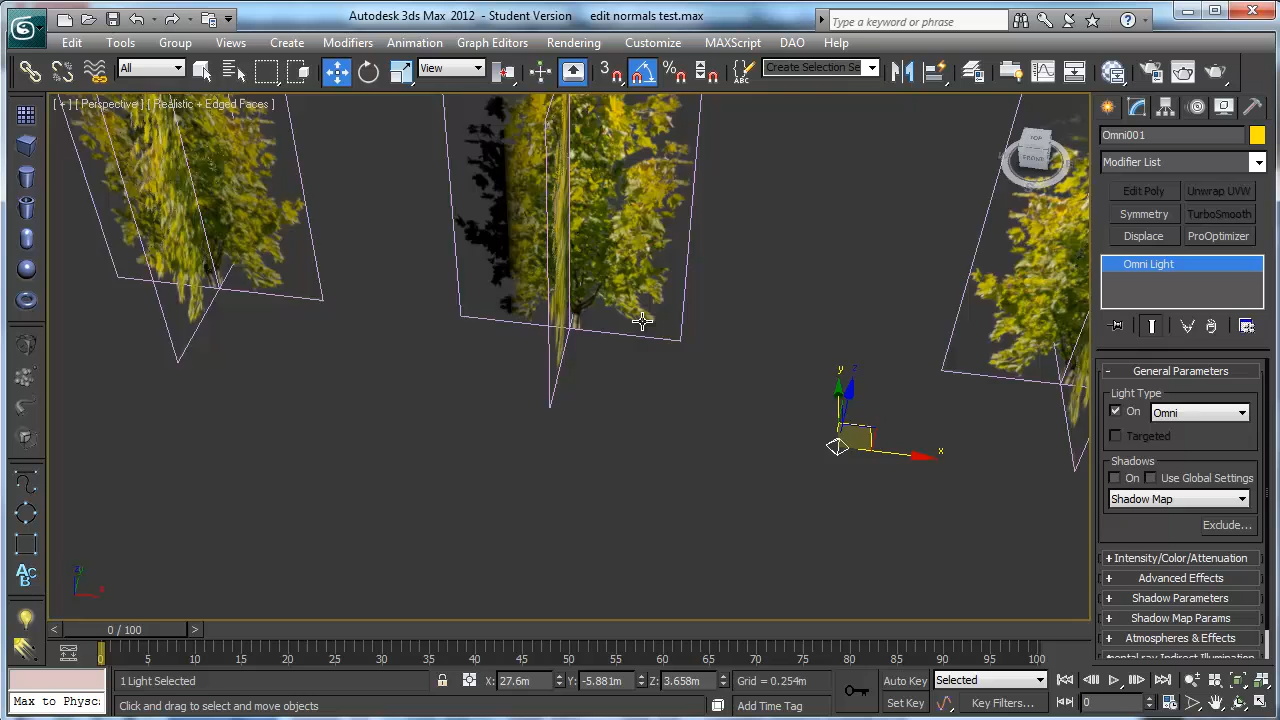 Autodesk 3ds Max 2012 - Student Version edit normals test.max
Type a keyword or phrase
Edit Tools Group Views Create Modifiers Animation Graph Editors Rendering Customize MAXScript DAO Help
All View 3 % ABC Create Selection Se
[ + ] [ Perspective ] [ Realistic + Edged Faces ]
TOP
FRONT
Omni001
Modifier List
Edit Poly Unwrap UVW
Symmetry TurboSmooth
Displace ProOptimizer
Omni Light
- General Parameters
Light Type
On Omni
Targeted
Shadows
On Use Global Settings
Shadow Map
Exclude...
+ Intensity/Color/Attenuation
+ Advanced Effects
+ Shadow Parameters
+ Shadow Map Params
+ Atmospheres & Effects
y z
x
z
x
< 0 / 100 >
0 5 10 15 20 25 30 35 40 45 50 55 60 65 70 75 80 85 90 95 100
1 Light Selected X: 27.6m Y: -5.881m Z: 3.658m Grid = 0.254m Auto Key Selected
Max to Physc Click and drag to select and move objects Add Time Tag Set Key Key Filters... 0